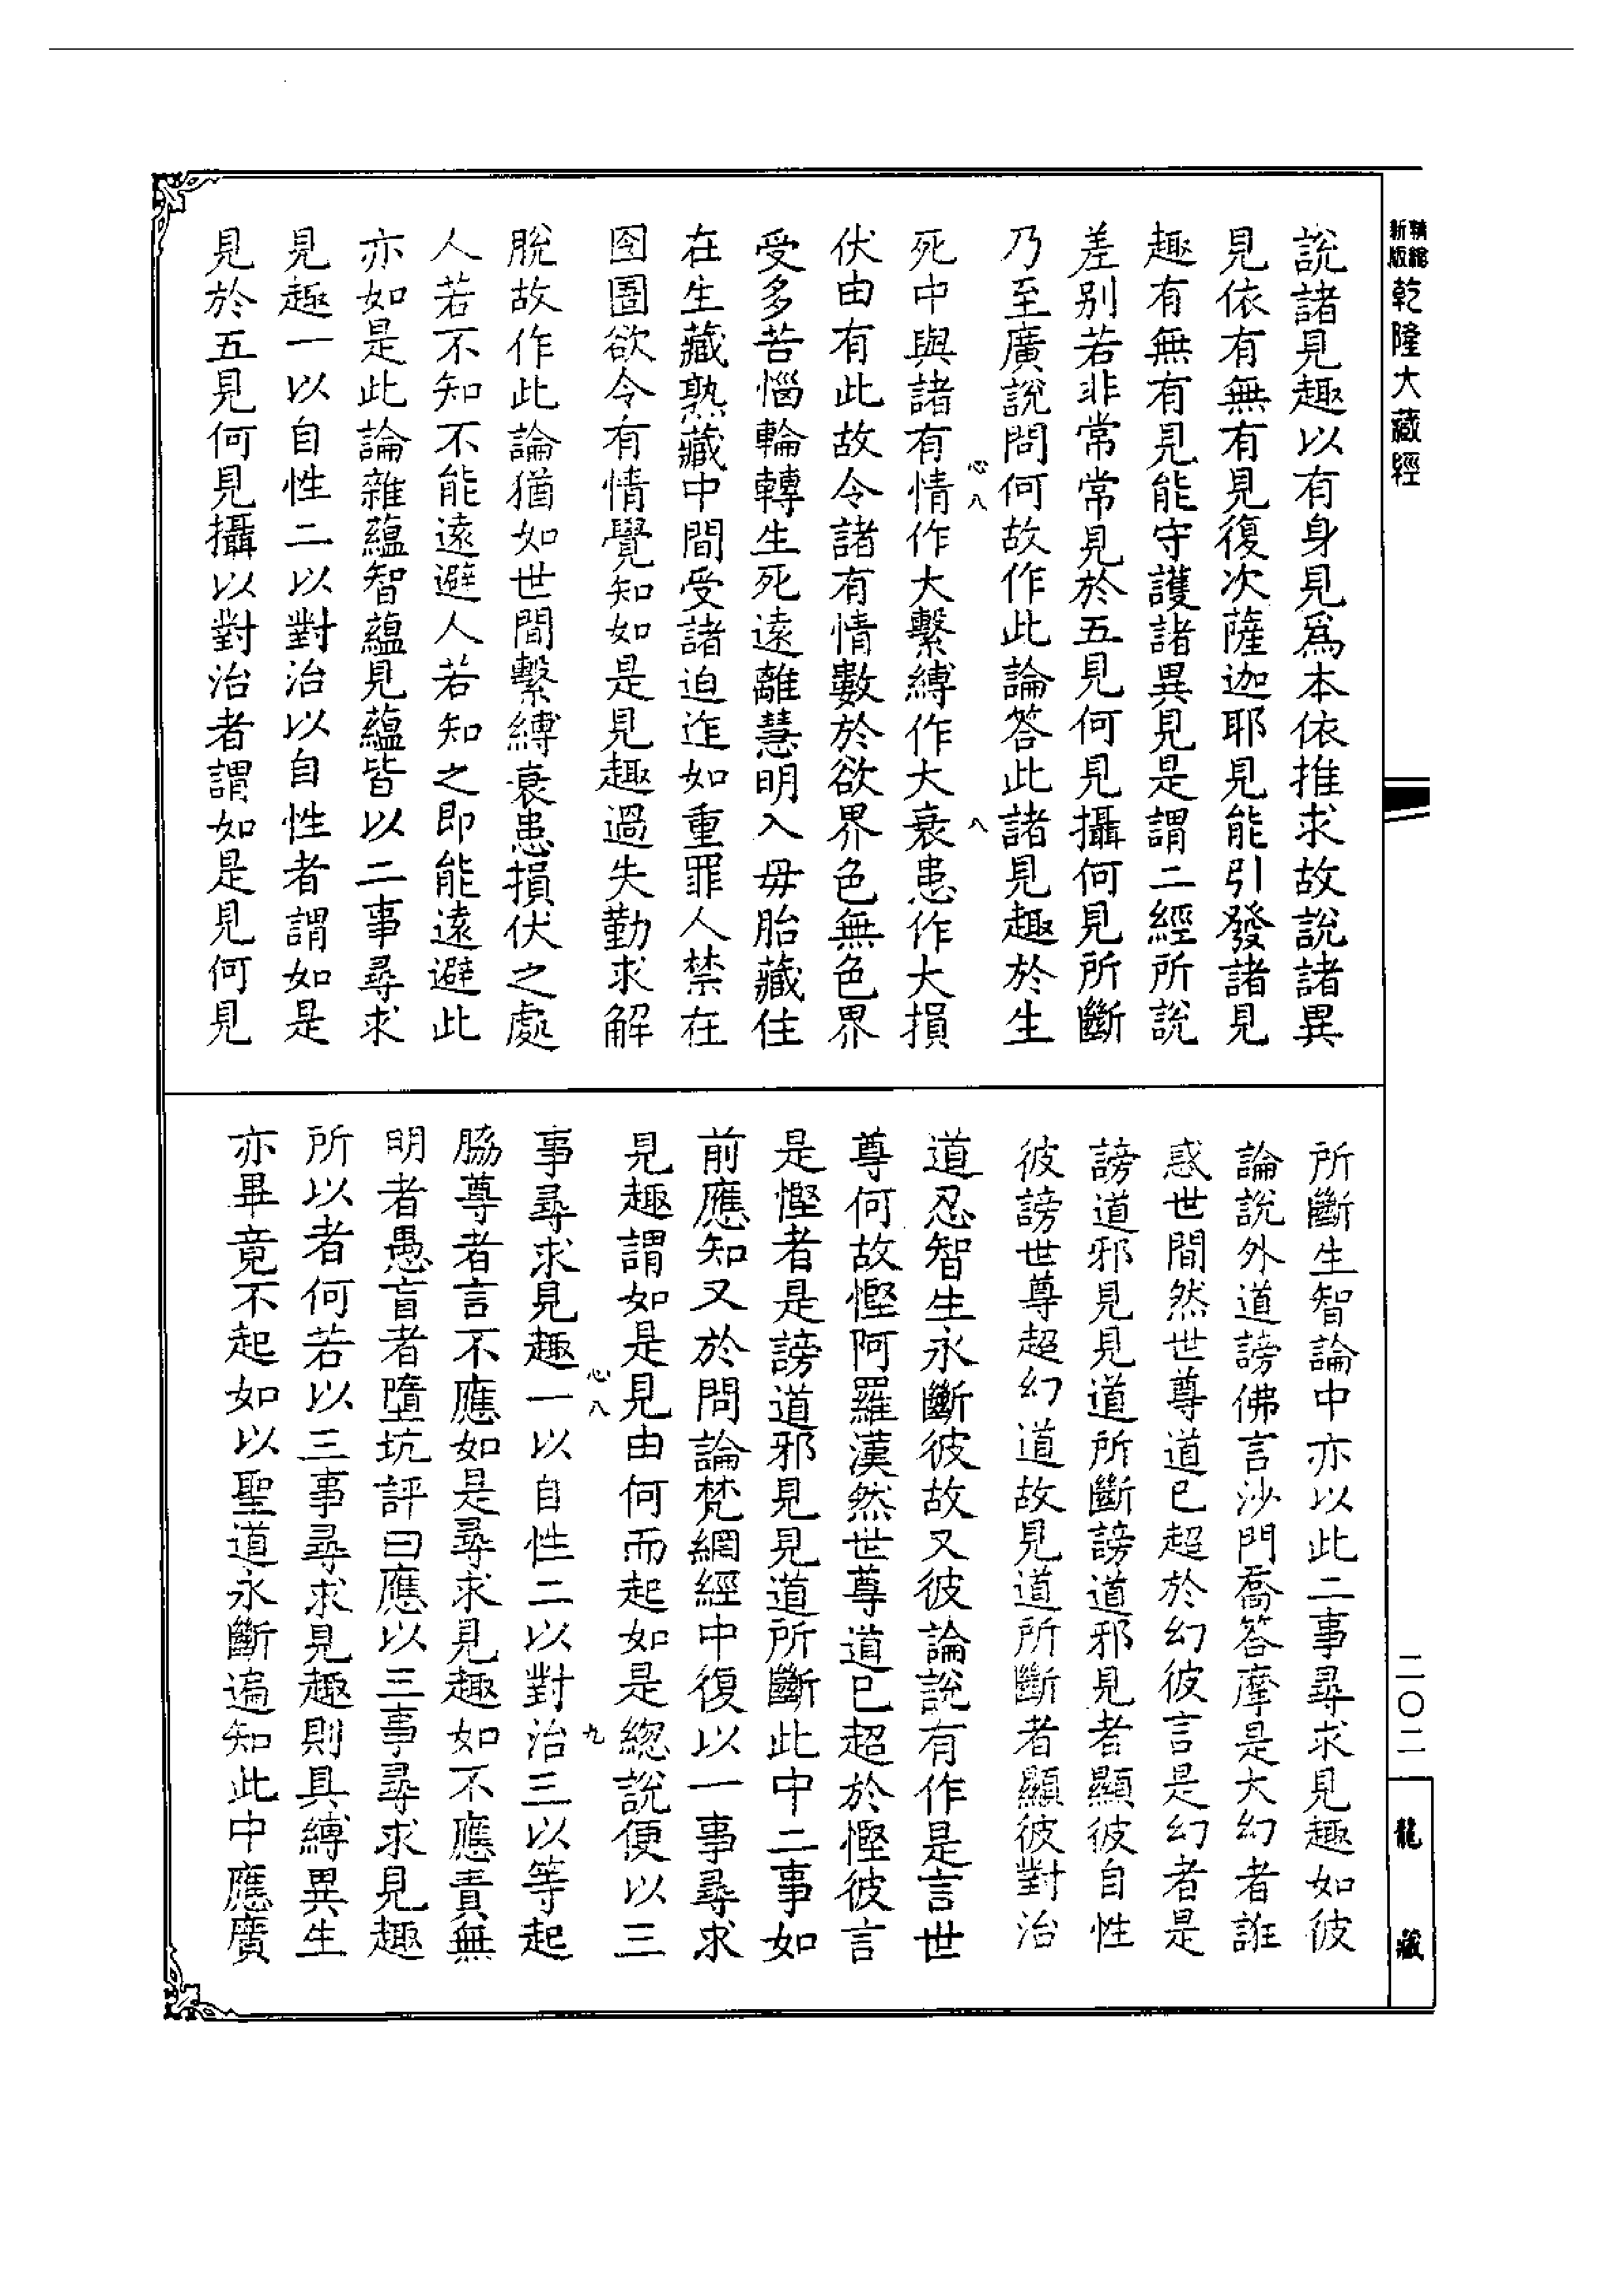 精縮新版乾隆大藏經
說諸見趣以有身見爲本依推求故說諸異
見依有無有見復次薩迦耶見能引發諸見
趣有無有見能守護諸異見是謂二經所說
差别若非常常見於五見何見攝何見所斷
乃至廣說問何故作此論答此諸見趣於生
心八
八
死中與諸有情作大繫縛作大衰患作大損
伏由有此故令諸有情數於欲界色無色界
受多苦惱輪轉生死遠離慧明入母胎藏住
在生藏熟藏中間受諸迫迮如重罪人禁在
囹圄欲令有情覺知如是見趣過失勤求解
脫故作此論猶如世間繫縛衰患損伏之處
人若不知不能遠避人若知之即能遠避此
亦如是此論雜蘊智蘊見蘊皆以二事尋求
見趣一以自性二以對治以自性者謂如是
見於五見何見攝以對治者謂如是見何見
所斷生智論中亦以此二事尋求見趣如彼
論說外道謗佛言沙門喬答摩是大幻者誑
惑世間然世尊道已超於幻彼言是幻者是
謗道邪見見道所斷謗道邪見者顯彼自性
彼謗世尊超幻道故見道所斷者顯彼對治
道忍智生永斷彼故又彼論說有作是言世
尊何故慳阿羅漢然世尊道已超於慳彼言
是慳者是謗道邪見見道所斷此中二事如
前應知又於問論梵網經中復以一事尋求
見趣謂如是見由何而起如是總說便以三
心八
九
事尋求見趣一以自性二以對治三以等起
脇尊者言不應如是尋求見趣如不應責無
明者愚盲者墮坑評曰應以三事尋求見趣
所以者何若以三事尋求見趣則具縛異生
亦畢竟不起如以聖道永斷遍知此中應廣
二〇二
龍藏